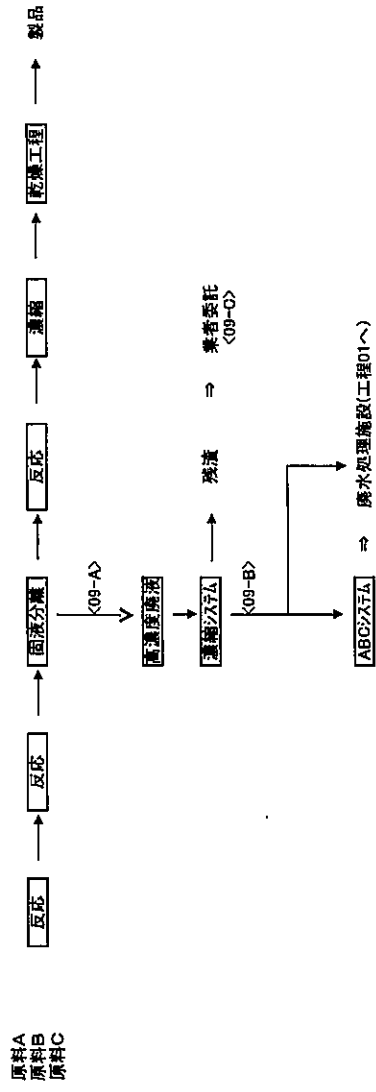 原料A
原料B
原料C
反応
反応
固液分離
反応
濃縮
乾燥工程
製品
<09-A>
高濃度廃液
濃縮システム
残渣
⇒
業者委託
<09-C>
<09-B>
ABCシステム
⇒
廃水処理施設(工程01へ)